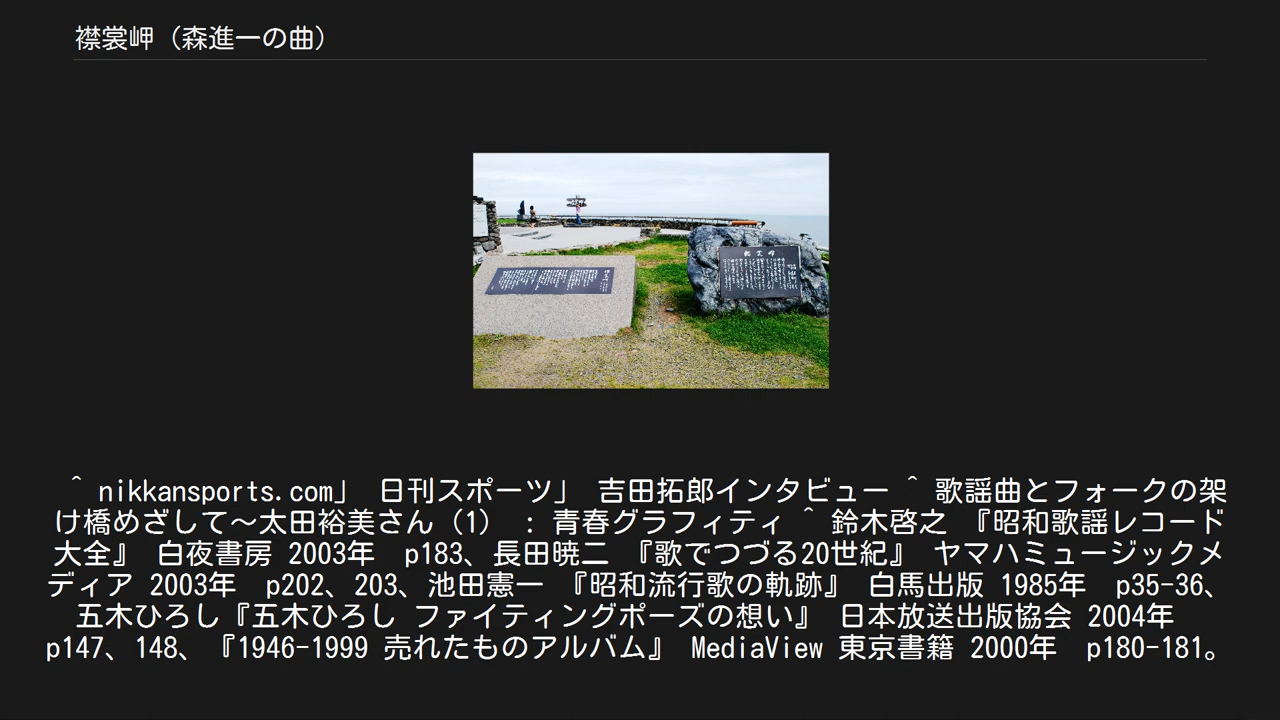 襟裳岬（森進一の曲）
＾ nikkansports.com」 日刊スポーツ」 吉田拓郎インタビュー ＾ 歌謡曲とフォークの架
け橋めざして～太田裕美さん（1） : 青春グラフィティ ＾ 鈴木啓之 『昭和歌謡レコード
大全』 白夜書房 2003年　p183、長田暁二 『歌でつづる20世紀』 ヤマハミュージックメ
ディア 2003年　p202、203、池田憲一 『昭和流行歌の軌跡』 白馬出版 1985年　p35-36、
五木ひろし『五木ひろし ファイティングポーズの想い』 日本放送出版協会 2004年
p147、148、『1946-1999 売れたものアルバム』 MediaView 東京書籍 2000年　p180-181。